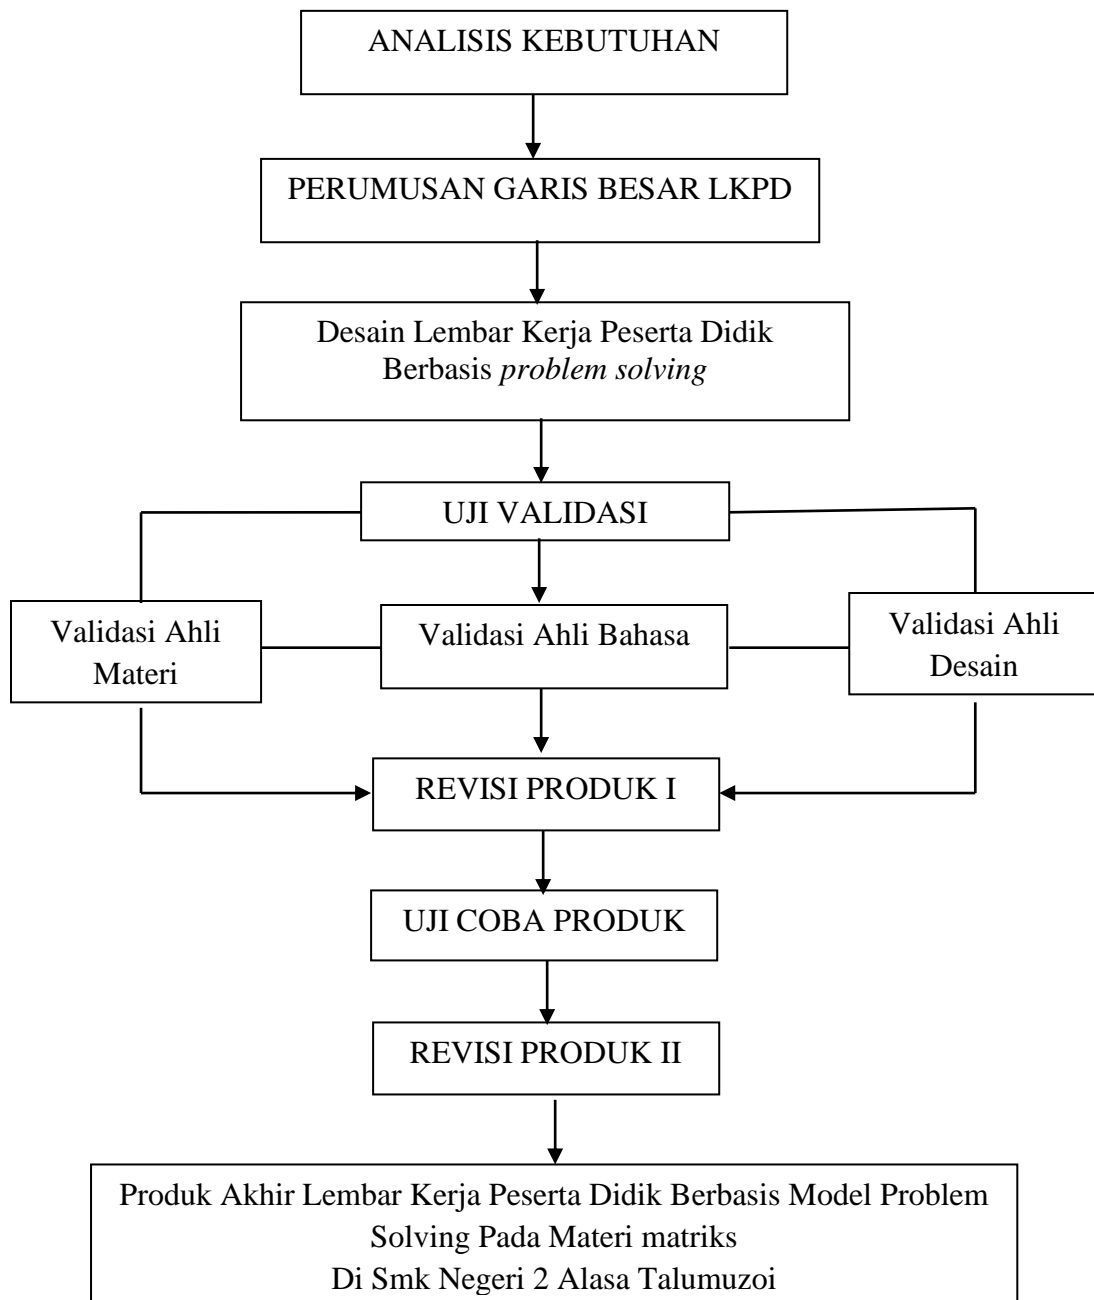 ANALISIS KEBUTUHAN
PERUMUSAN GARIS BESAR LKPD
Desain Lembar Kerja Peserta Didik
Berbasis problem solving
UJI VALIDASI
Validasi Ahli
Materi
Validasi Ahli Bahasa
Validasi Ahli
Desain
REVISI PRODUK I
UJI COBA PRODUK
REVISI PRODUK II
Produk Akhir Lembar Kerja Peserta Didik Berbasis Model Problem
Solving Pada Materi matriks
Di Smk Negeri 2 Alasa Talumuzoi